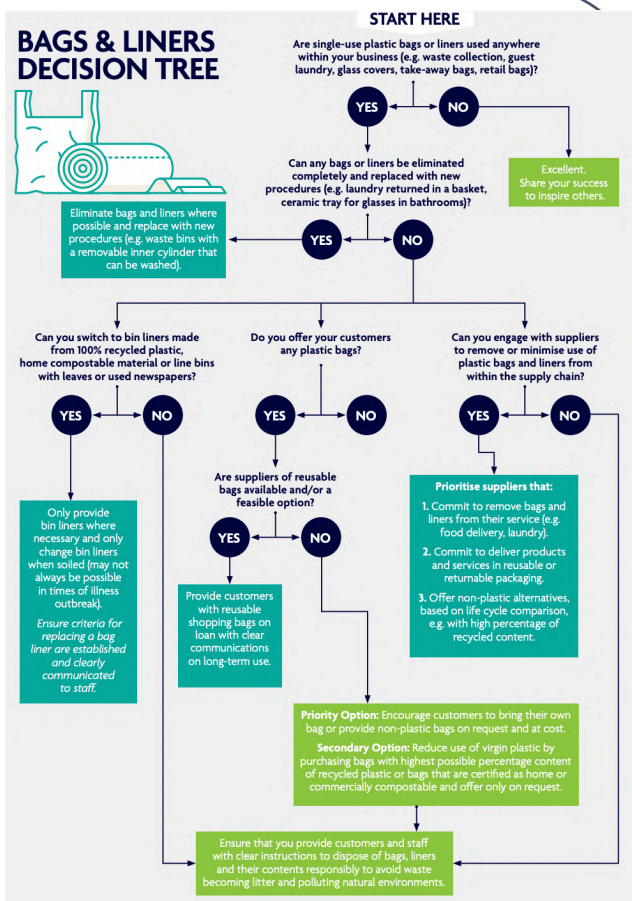 START HERE
BAGS & LINERS
DECISION TREE
Are single-use plastic bags or liners used anywhere
within your business (e.g. waste collection, guest
laundry, glass covers, take-away bags, retail bags)?
YES
NO
Excellent.
Share your success
to inspire others.
Can any bags or liners be eliminated
completely and replaced with new
procedures (e.g. laundry returned in a basket,
ceramic tray for glasses in bathrooms)?
YES
NO
Eliminate bags and liners where
possible and replace with new
procedures (e.g. waste bins with
a removable inner cylinder that
can be washed).
Can you switch to bin liners made
from 100% recycled plastic,
home compostable material or line bins
with leaves or used newspapers?
YES
NO
Only provide
bin liners where
necessary and only
change bin liners
when soiled (may not
always be possible
in times of illness
outbreak).
Ensure criteria for
replacing a bag
liner are established
and clearly
communicated
to staff.
Do you offer your customers
any plastic bags?
YES
NO
Are suppliers of reusable
bags available and/or a
feasible option?
YES
NO
Provide customers
with reusable
shopping bags on
loan with clear
communications
on long-term use.
Can you engage with suppliers
to remove or minimise use of
plastic bags and liners from
within the supply chain?
YES
NO
Prioritise suppliers that:
1. Commit to remove bags and
liners from their service (e.g.
food delivery, laundry).
2. Commit to deliver products
and services in reusable or
returnable packaging.
3. Offer non-plastic alternatives,
based on life cycle comparison,
e.g. with high percentage of
recycled content.
Priority Option: Encourage customers to bring their own
bag or provide non-plastic bags on request and at cost.
Secondary Option: Reduce use of virgin plastic by
purchasing bags with highest possible percentage content
of recycled plastic or bags that are certified as home or
commercially compostable and offer only on request.
Ensure that you provide customers and staff
with clear instructions to dispose of bags, liners
and their contents responsibly to avoid waste
becoming litter and polluting natural environments.